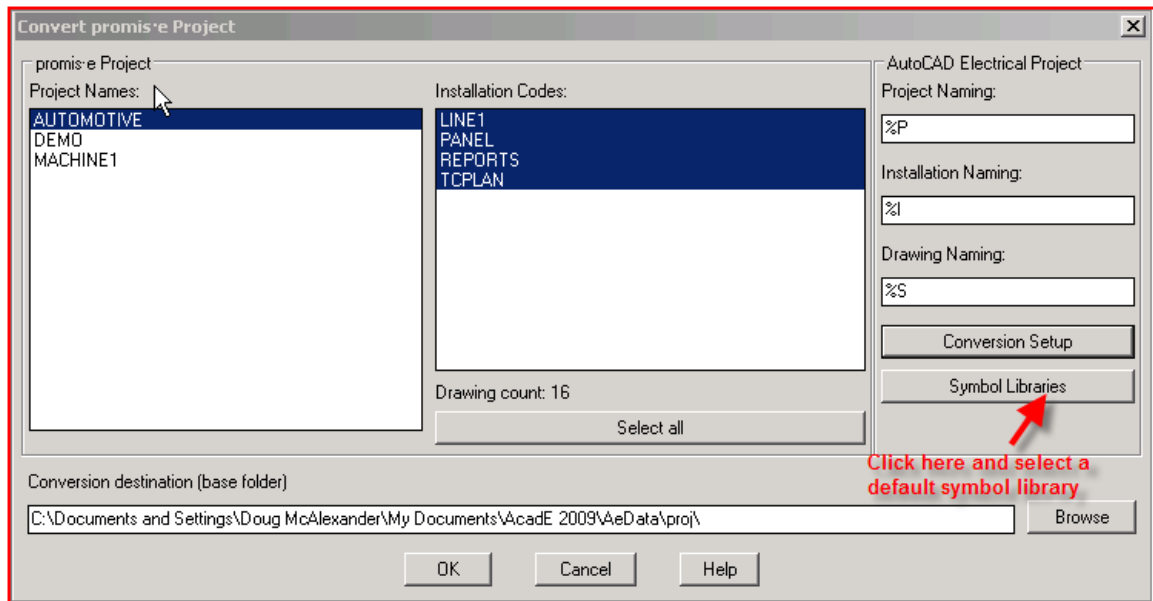 Convert promis·e Project
promis·e Project
Project Names:
AUTOMOTIVE
DEMO
MACHINE1
Installation Codes:
LINE1
PANEL
REPORTS
TCPLAN
Drawing count: 16
Select all
AutoCAD Electrical Project
Project Naming:
%P
Installation Naming:
%I
Drawing Naming:
%S
Conversion Setup
Symbol Libraries
Click here and select a
default symbol library
Conversion destination (base folder)
C:\Documents and Settings\Doug McAlexander\My Documents\AcadE 2009\AeData\proj\
Browse
OK
Cancel
Help